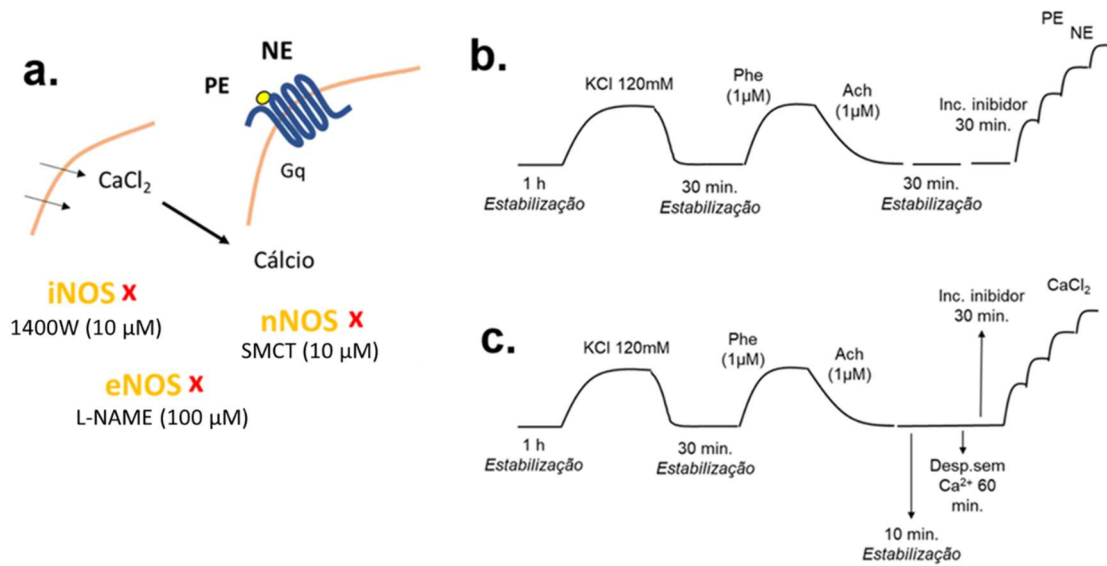 a.
NE
PE
Gq
CaCl₂
Cálcio
iNOS x
1400W (10 µM)
nNOS x
SMCT (10 µM)
eNOS x
L-NAME (100 µM)
b.
KCl 120mM
Phe
(1µM)
Ach
(1µM)
Inc. inibidor
30 min.
PE
NE
1 h
Estabilização
30 min.
Estabilização
30 min.
Estabilização
c.
KCl 120mM
Phe
(1µM)
Ach
(1µM)
Inc. inibidor
30 min.
CaCl₂
1 h
Estabilização
30 min.
Estabilização
Desp.sem
Ca²⁺ 60
min.
10 min.
Estabilização